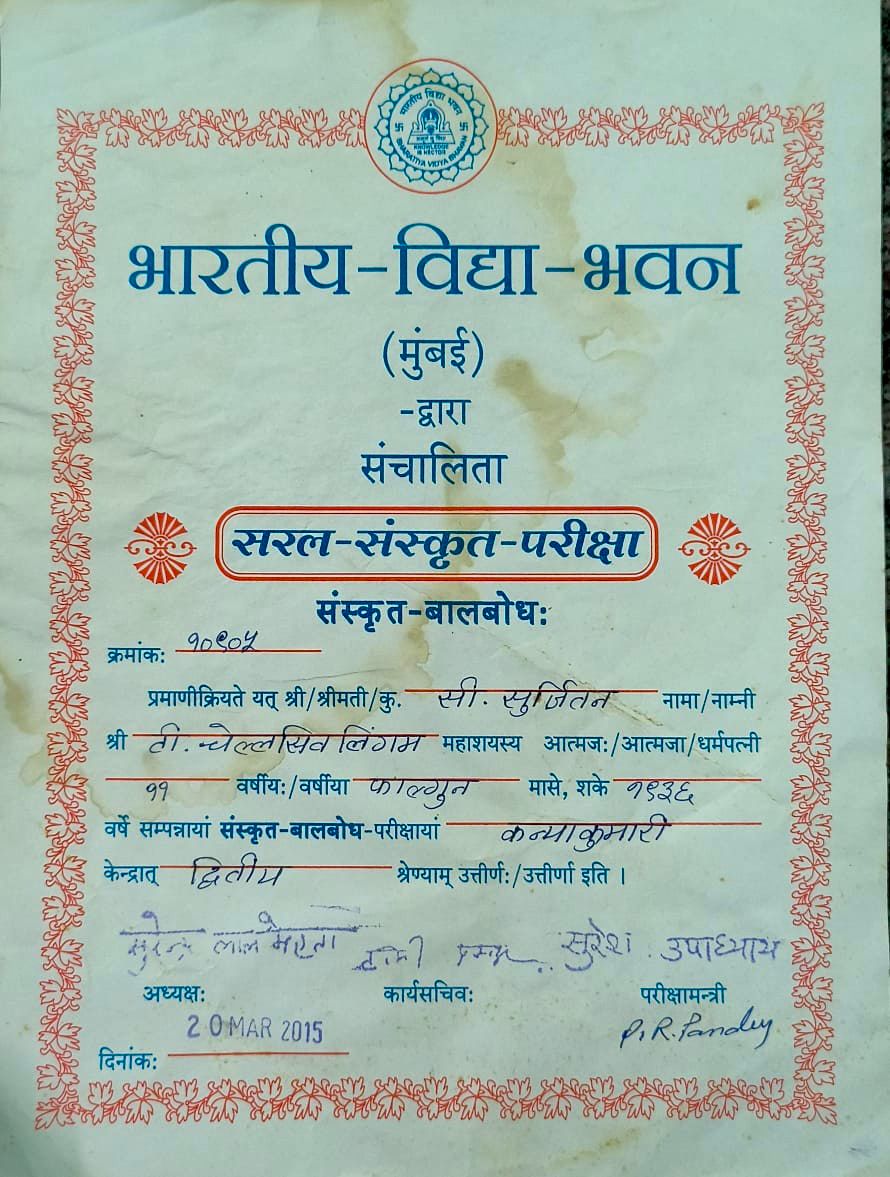 भारतीय विद्या भवन
KNOWLEDGE
IS NECTOR
BHARATIYA VIDYA BHAVAN
भारतीय-विद्या-भवन
(मुंबई)
-द्वारा
संचालिता
सरल-संस्कृत-परीक्षा
संस्कृत-बालबोधः
क्रमांकः १०९०५
प्रमाणीक्रियते यत् श्री/श्रीमती/कु. सी. सुर्जितन नामा/नाम्नी
श्री टी. चेल्लसिव लिंगम महाशयस्य आत्मजः/आत्मजा/धर्मपत्नी
११ वर्षीयः/वर्षीया फाल्गुन मासे, शके १९३६
वर्षे सम्पन्नायां संस्कृत-बालबोध-परीक्षायां कन्याकुमारी
केन्द्रात् द्वितीय श्रेण्याम् उत्तीर्णः/उत्तीर्णा इति ।
सुरेन्द्र लाल मेहता सुरेश . उपाध्याय
अध्यक्षः कार्यसचिवः परीक्षामन्त्री
20 MAR 2015 P. R. Pandey
दिनांकः